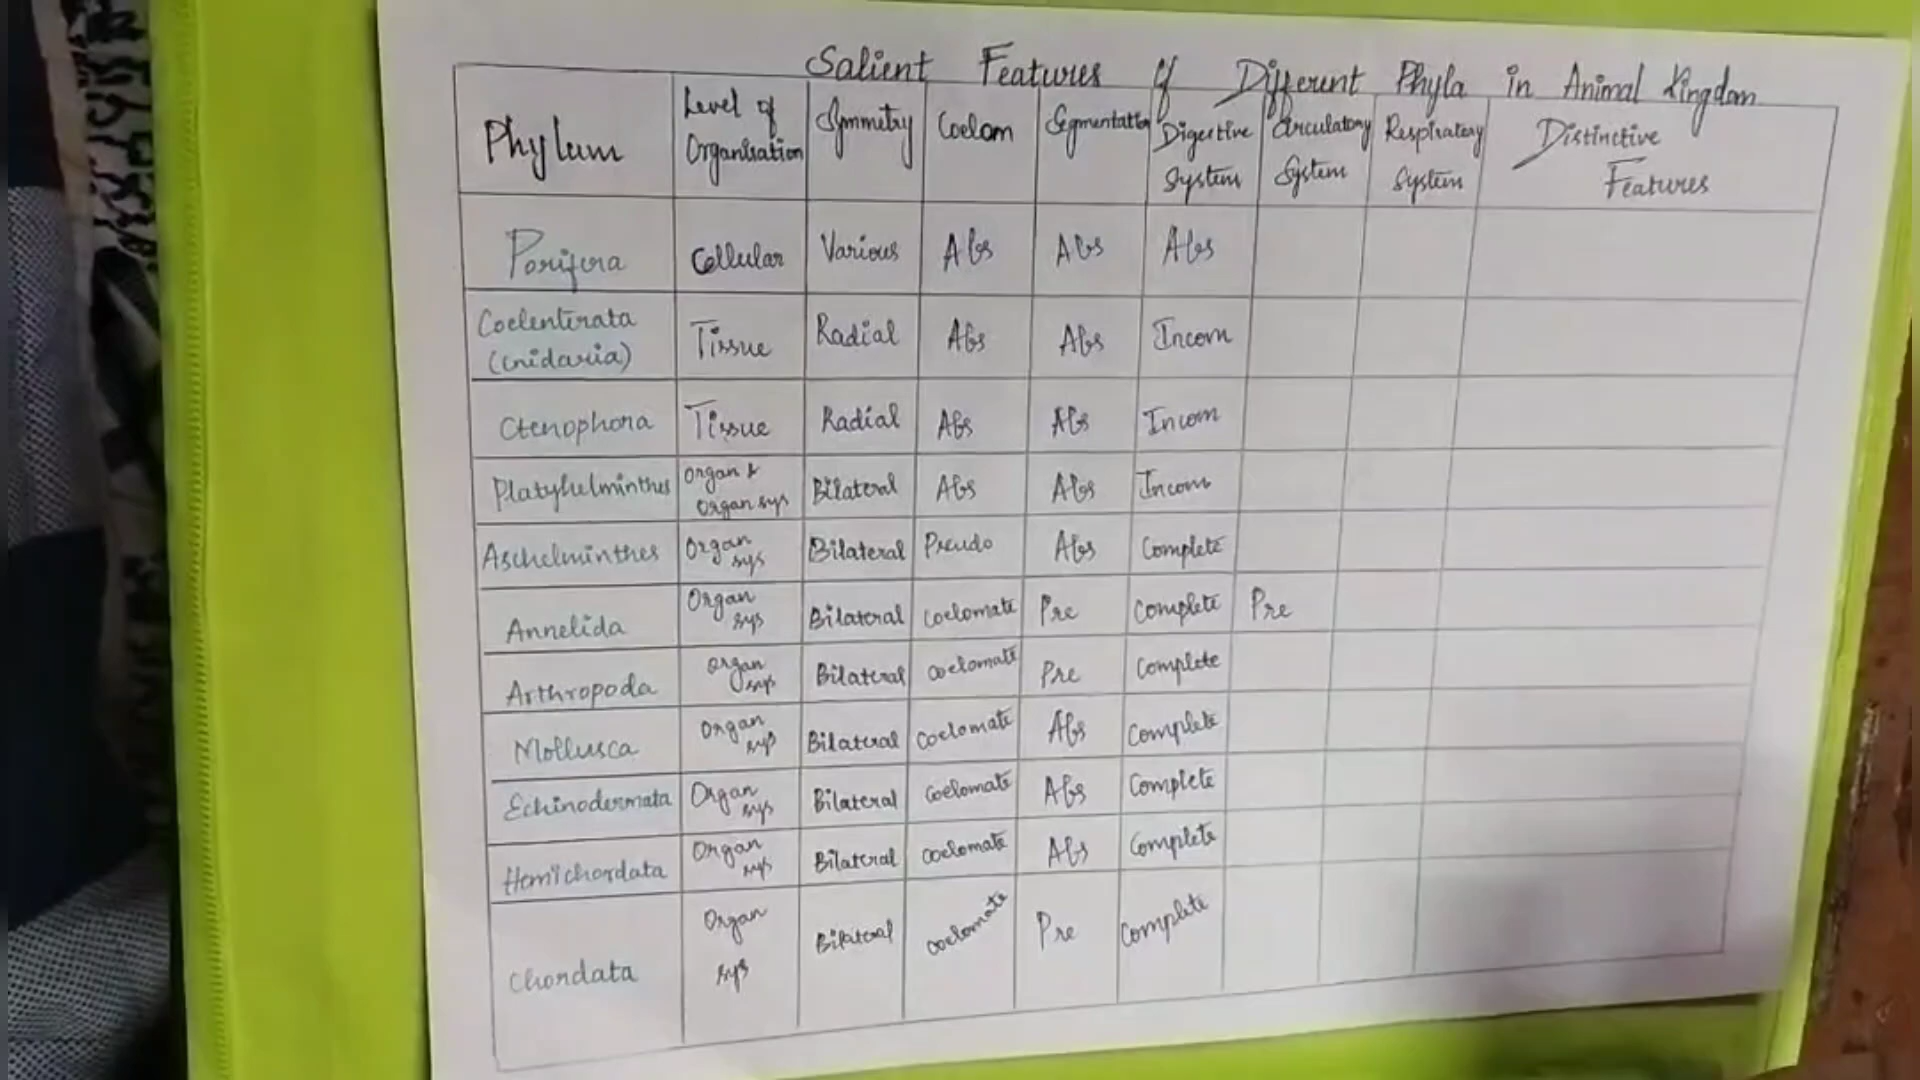 Salient Features of Different Phyla in Animal Kingdom
Phylum Level of Organisation Symmetry Coelom Segmentation Digestive System Circulatory System Respiratory System Distinctive Features
Porifera Cellular Various Abs Abs Abs
Coelenterata (Cnidaria) Tissue Radial Abs Abs Incom
Ctenophora Tissue Radial Abs Abs Incom
Platyhelminthes Organ & Organ sys Bilateral Abs Abs Incom
Aschelminthes Organ sys Bilateral Pseudo Abs Complete
Annelida Organ sys Bilateral Coelomate Pre Complete Pre
Arthropoda Organ sys Bilateral Coelomate Pre Complete
Mollusca Organ sys Bilateral Coelomate Abs Complete
Echinodermata Organ sys Bilateral Coelomate Abs Complete
Hemichordata Organ sys Bilateral Coelomate Abs Complete
Chordata Organ sys Bilateral Coelomate Pre Complete